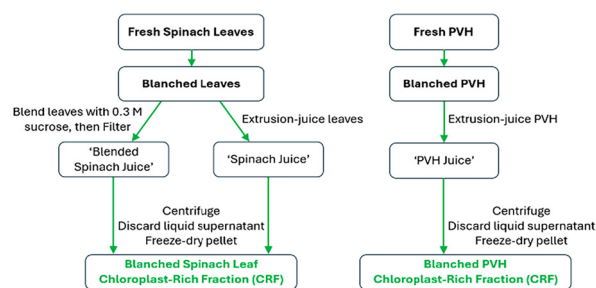 Fresh Spinach Leaves
Blanched Leaves
Blend leaves with 0.3 M
sucrose, then Filter
Extrusion-juice leaves
‘Blended
Spinach Juice’
‘Spinach Juice’
Centrifuge
Discard liquid supernatant
Freeze-dry pellet
Blanched Spinach Leaf
Chloroplast-Rich Fraction (CRF)
Fresh PVH
Blanched PVH
Extrusion-juice PVH
‘PVH Juice’
Centrifuge
Discard liquid supernatant
Freeze-dry pellet
Blanched PVH
Chloroplast-Rich Fraction (CRF)